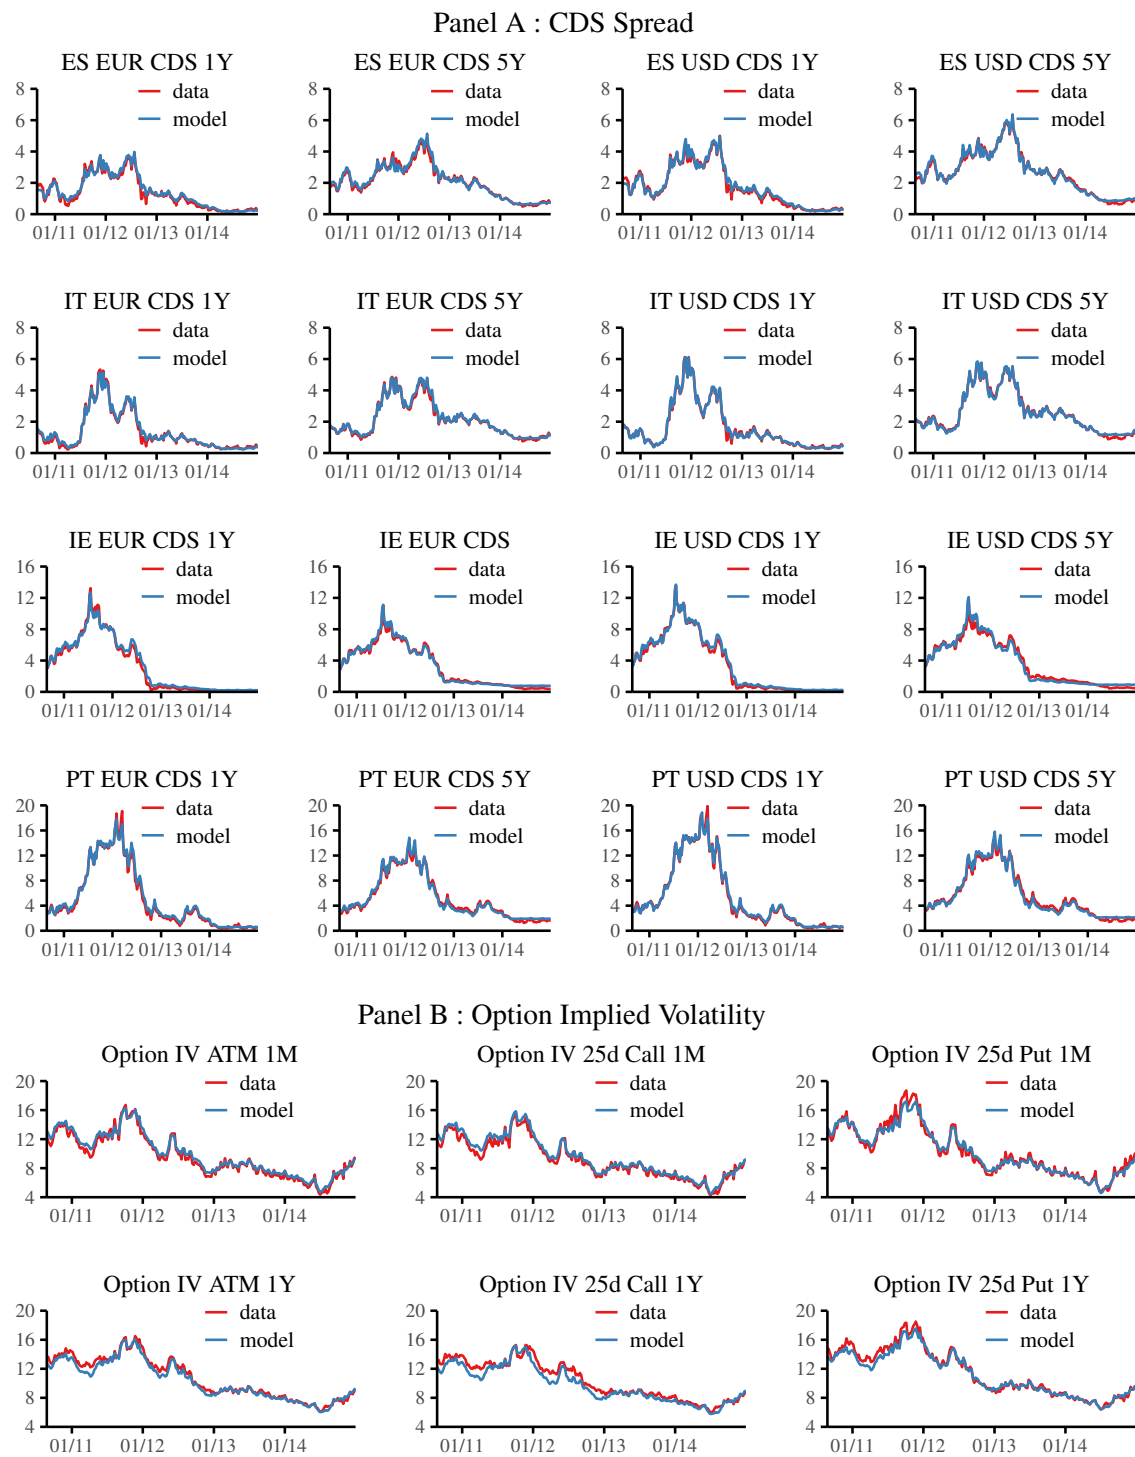 Panel A : CDS Spread
ES EUR CDS 1Y
ES EUR CDS 5Y
ES USD CDS 1Y
ES USD CDS 5Y
8 data 8 data 8 data 8 data
6 model 6 model 6 model 6 model
4 4 4 4
2 2 2 2
0 0 0 0
01/11 01/12 01/13 01/14 01/11 01/12 01/13 01/14 01/11 01/12 01/13 01/14 01/11 01/12 01/13 01/14
IT EUR CDS 1Y
IT EUR CDS 5Y
IT USD CDS 1Y
IT USD CDS 5Y
8 data 8 data 8 data 8 data
6 model 6 model 6 model 6 model
4 4 4 4
2 2 2 2
0 0 0 0
01/11 01/12 01/13 01/14 01/11 01/12 01/13 01/14 01/11 01/12 01/13 01/14 01/11 01/12 01/13 01/14
IE EUR CDS 1Y
IE EUR CDS
IE USD CDS 1Y
IE USD CDS 5Y
16 data 16 data 16 data 16 data
12 model 12 model 12 model 12 model
8 8 8 8
4 4 4 4
0 0 0 0
01/11 01/12 01/13 01/14 01/11 01/12 01/13 01/14 01/11 01/12 01/13 01/14 01/11 01/12 01/13 01/14
PT EUR CDS 1Y
PT EUR CDS 5Y
PT USD CDS 1Y
PT USD CDS 5Y
20 data 20 data 20 data 20 data
16 model 16 model 16 model 16 model
12 12 12 12
8 8 8 8
4 4 4 4
0 0 0 0
01/11 01/12 01/13 01/14 01/11 01/12 01/13 01/14 01/11 01/12 01/13 01/14 01/11 01/12 01/13 01/14
Panel B : Option Implied Volatility
Option IV ATM 1M
Option IV 25d Call 1M
Option IV 25d Put 1M
20 data 20 data 20 data
16 model 16 model 16 model
12 12 12
8 8 8
4 4 4
01/11 01/12 01/13 01/14 01/11 01/12 01/13 01/14 01/11 01/12 01/13 01/14
Option IV ATM 1Y
Option IV 25d Call 1Y
Option IV 25d Put 1Y
20 data 20 data 20 data
16 model 16 model 16 model
12 12 12
8 8 8
4 4 4
01/11 01/12 01/13 01/14 01/11 01/12 01/13 01/14 01/11 01/12 01/13 01/14